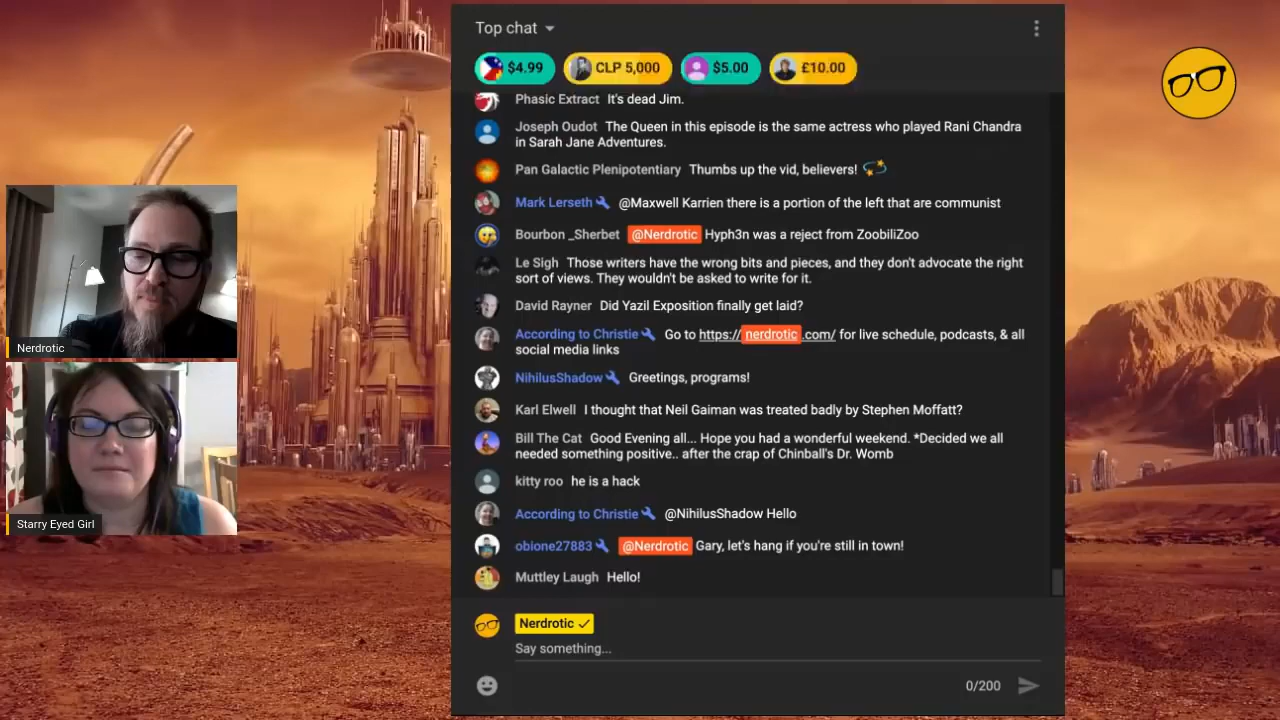 Top chat
$4.99
CLP 5,000
$5.00
£10.00
Phasic Extract It's dead Jim.
Joseph Oudot The Queen in this episode is the same actress who played Rani Chandra
in Sarah Jane Adventures.
Pan Galactic Plenipotentiary Thumbs up the vid, believers!
Mark Lerseth @Maxwell Karrien there is a portion of the left that are communist
Bourbon _Sherbet @Nerdrotic Hyph3n was a reject from ZoobiliZoo
Le Sigh Those writers have the wrong bits and pieces, and they don't advocate the right
sort of views. They wouldn't be asked to write for it.
David Rayner Did Yazil Exposition finally get laid?
According to Christie Go to https://nerdrotic.com/ for live schedule, podcasts, & all
social media links
NihilusShadow Greetings, programs!
Karl Elwell I thought that Neil Gaiman was treated badly by Stephen Moffatt?
Bill The Cat Good Evening all... Hope you had a wonderful weekend. *Decided we all
needed something positive.. after the crap of Chinball's Dr. Womb
kitty roo he is a hack
According to Christie @NihilusShadow Hello
obione27883 @Nerdrotic Gary, let's hang if you're still in town!
Muttley Laugh Hello!
Nerdrotic
Say something...
0/200
Nerdrotic
Starry Eyed Girl